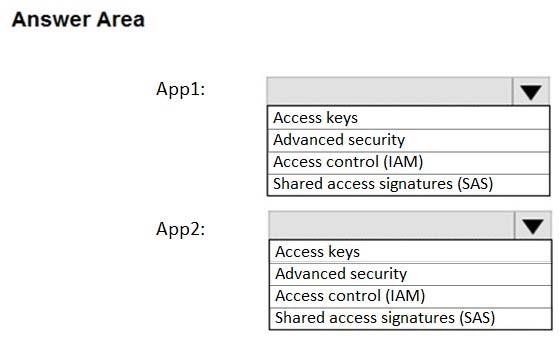 Answer Area
App1:
Access keys
Advanced security
Access control (IAM)
Shared access signatures (SAS)
App2:
Access keys
Advanced security
Access control (IAM)
Shared access signatures (SAS)